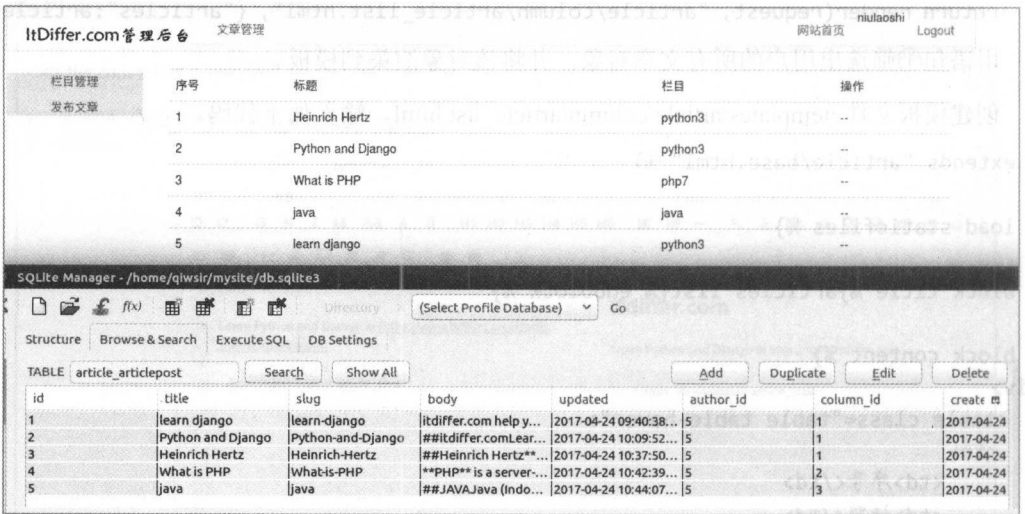 niulaoshi
ItDiffer.com管理后台 文章管理 网站首页 Logout
栏目管理
发布文章
序号 标题 栏目 操作
1 Heinrich Hertz python3 --
2 Python and Django python3 --
3 What is PHP php7 --
4 java java --
5 learn django python3 --
SQLite Manager - /home/qiwsir/mysite/db.sqlite3
f(x) Directory (Select Profile Database) Go
Structure Browse & Search Execute SQL DB Settings
TABLE article_articlepost Search Show All Add Duplicate Edit Delete
id title slug body updated author_id column_id create
1 learn django learn-django itdiffer.com help y... 2017-04-24 09:40:38... 5 1 2017-04-24
2 Python and Django Python-and-Django ##itdiffer.comLear... 2017-04-24 10:09:52... 5 1 2017-04-24
3 Heinrich Hertz Heinrich-Hertz ##Heinrich Hertz**... 2017-04-24 10:37:50... 5 1 2017-04-24
4 What is PHP What-is-PHP **PHP** is a server-... 2017-04-24 10:42:39... 5 2 2017-04-24
5 java java ##JAVAJava (Indo... 2017-04-24 10:44:07... 5 3 2017-04-24